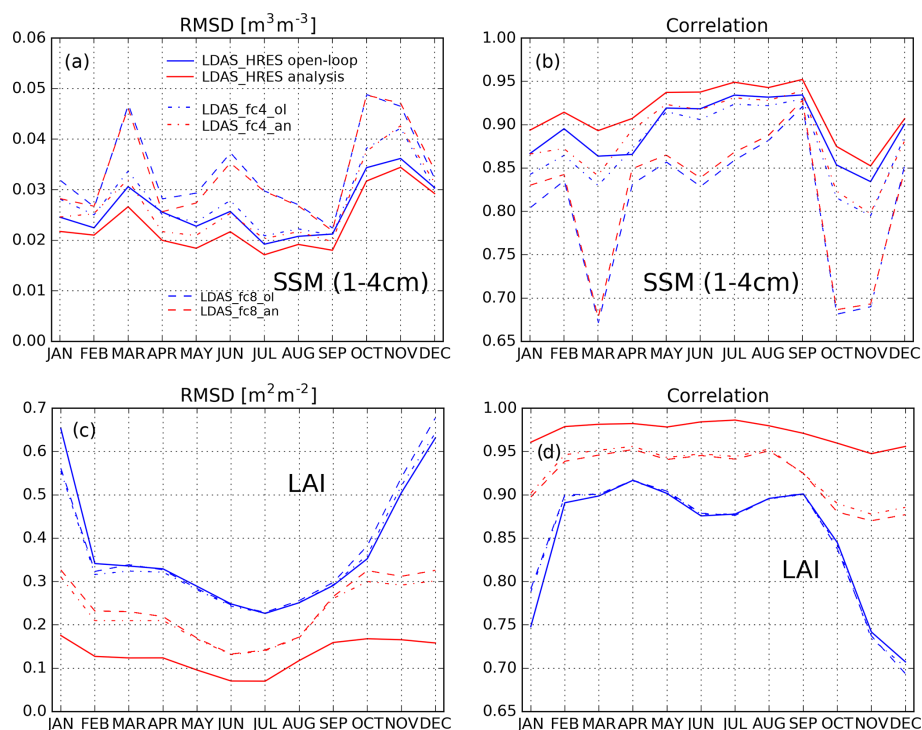 RMSD [m³m⁻³]
0.06
0.05
0.04
0.03
0.02
0.01
0.00
(a)
LDAS_HRES open-loop
LDAS_HRES analysis
LDAS_fc4_ol
LDAS_fc4_an
SSM (1-4cm)
LDAS_fc8_ol
LDAS_fc8_an
JAN FEB MAR APR MAY JUN JUL AUG SEP OCT NOV DEC
Correlation
1.00
0.95
0.90
0.85
0.80
0.75
0.70
0.65
(b)
SSM (1-4cm)
JAN FEB MAR APR MAY JUN JUL AUG SEP OCT NOV DEC
RMSD [m²m⁻²]
0.7
0.6
0.5
0.4
0.3
0.2
0.1
0.0
(c)
LAI
JAN FEB MAR APR MAY JUN JUL AUG SEP OCT NOV DEC
Correlation
1.00
0.95
0.90
0.85
0.80
0.75
0.70
0.65
(d)
LAI
JAN FEB MAR APR MAY JUN JUL AUG SEP OCT NOV DEC